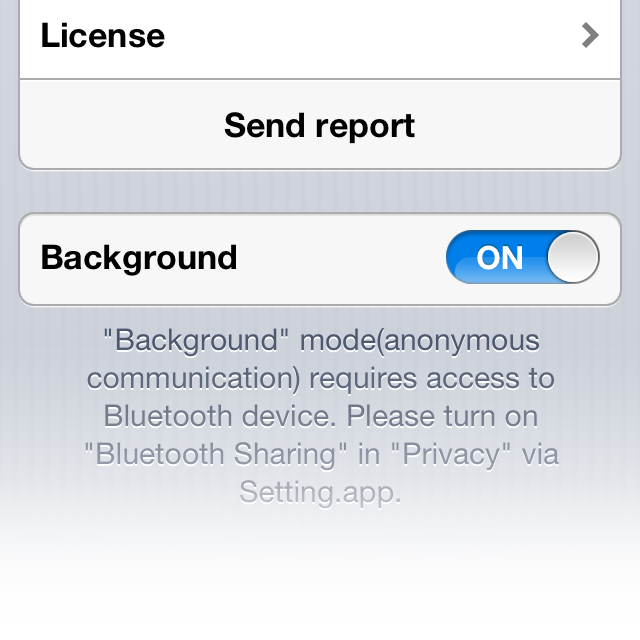 License
Send report
Background
ON
"Background" mode(anonymous
communication) requires access to
Bluetooth device. Please turn on
"Bluetooth Sharing" in "Privacy" via
Setting.app.